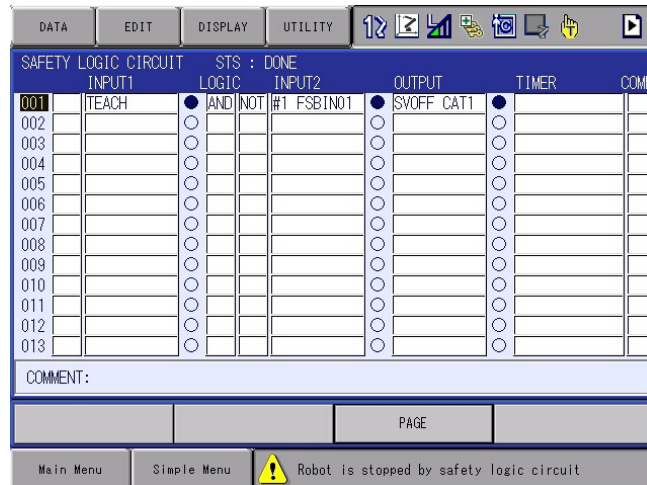 DATA EDIT DISPLAY UTILITY
SAFETY LOGIC CIRCUIT STS : DONE
INPUT1 LOGIC INPUT2 OUTPUT TIMER COM
001 TEACH AND NOT #1 FSBIN01 SVOFF CAT1
002
003
004
005
006
007
008
009
010
011
012
013
COMMENT:
PAGE
Main Menu Simple Menu Robot is stopped by safety logic circuit